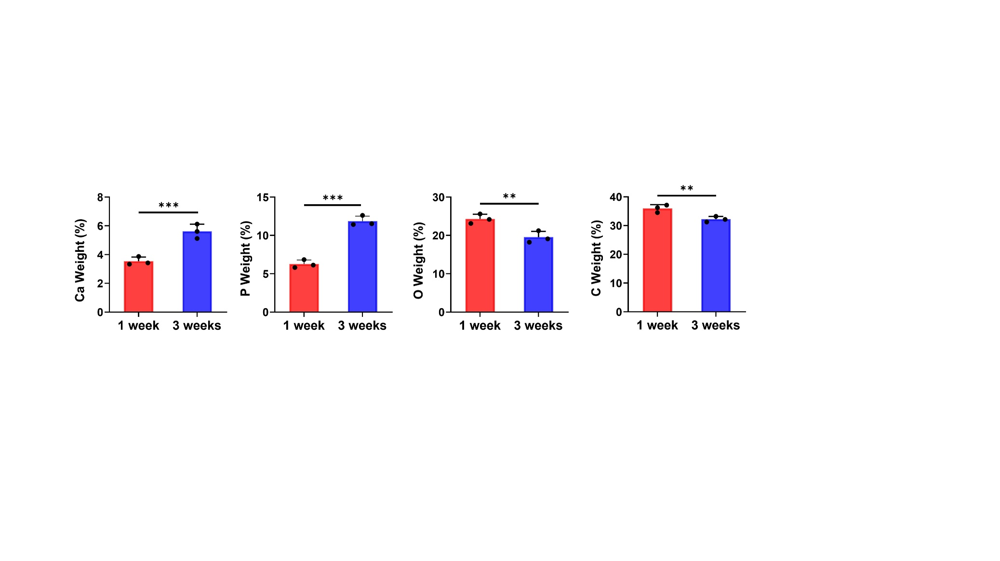 Ca Weight (%)
8
6
4
2
0
***
1 week
3 weeks
P Weight (%)
15
10
5
0
***
1 week
3 weeks
O Weight (%)
30
20
10
0
**
1 week
3 weeks
C Weight (%)
40
30
20
10
0
**
1 week
3 weeks